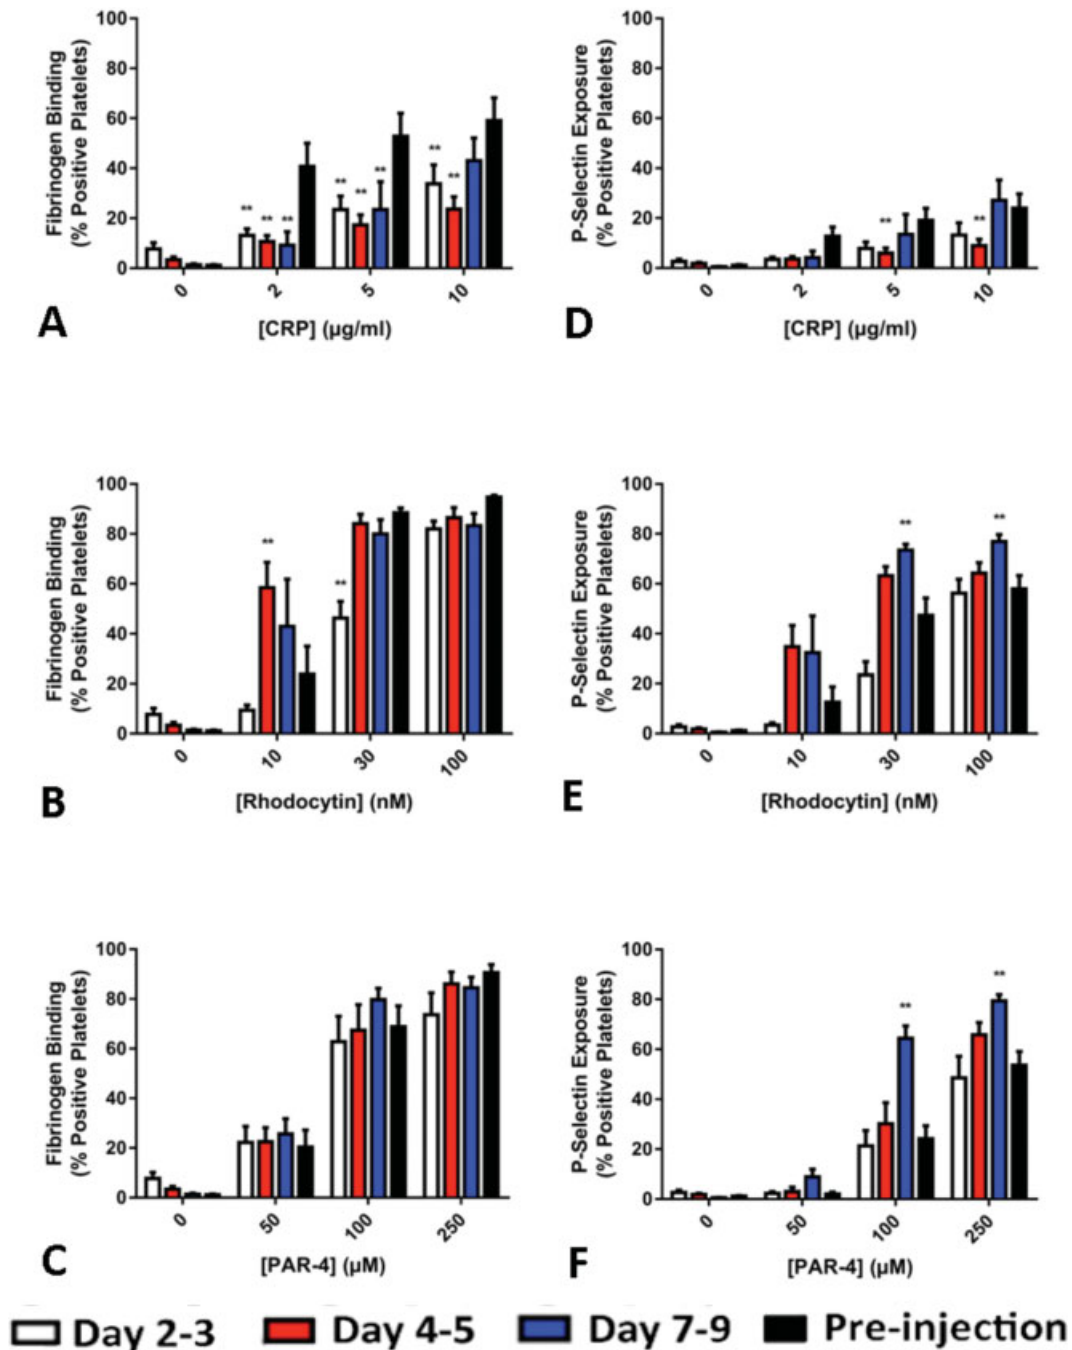 Fibrinogen Binding
(% Positive Platelets)
100
80
60
40
20
0
** ** **
** ** **
** **
0 2 5 10
[CRP] (µg/ml)
A
P-Selectin Exposure
(% Positive Platelets)
100
80
60
40
20
0
**
**
0 2 5 10
[CRP] (µg/ml)
D
Fibrinogen Binding
(% Positive Platelets)
100
80
60
40
20
0
**
**
0 10 30 100
[Rhodocytin] (nM)
B
P-Selectin Exposure
(% Positive Platelets)
100
80
60
40
20
0
**
**
0 10 30 100
[Rhodocytin] (nM)
E
Fibrinogen Binding
(% Positive Platelets)
100
80
60
40
20
0
0 50 100 250
[PAR-4] (µM)
C
P-Selectin Exposure
(% Positive Platelets)
100
80
60
40
20
0
**
**
0 50 100 250
[PAR-4] (µM)
F
Day 2-3 Day 4-5 Day 7-9 Pre-injection